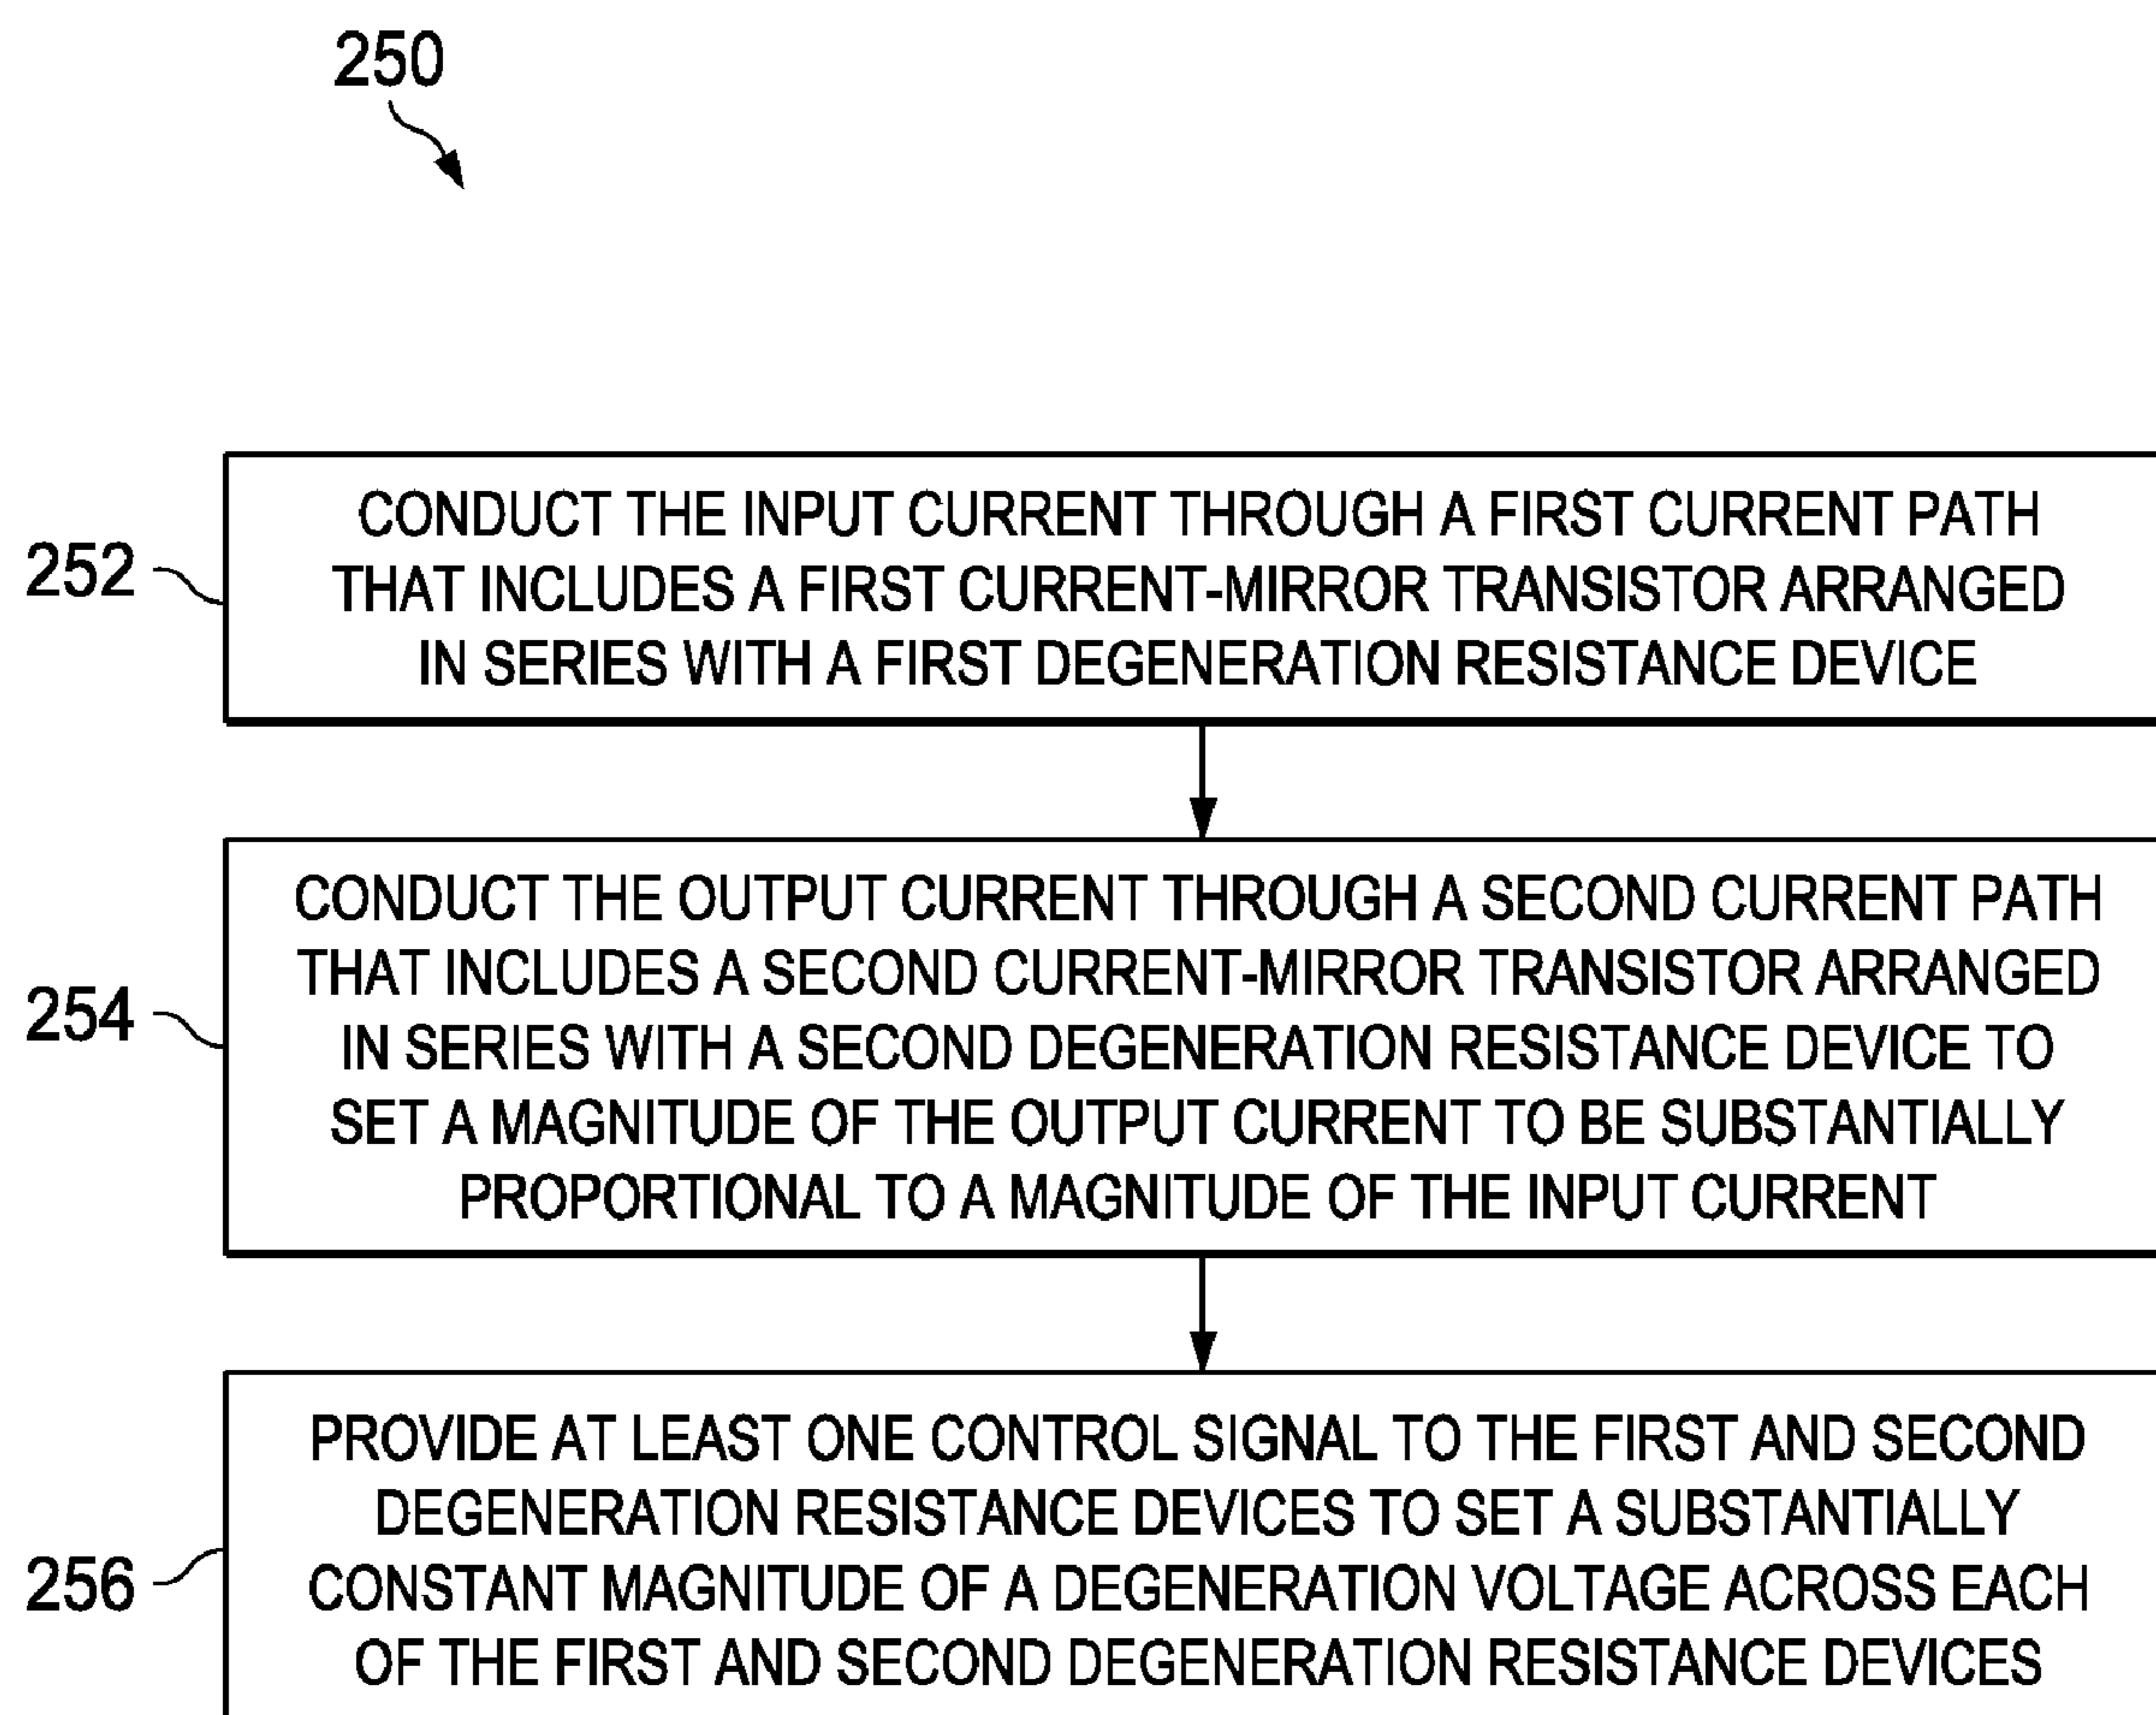 250
252
CONDUCT THE INPUT CURRENT THROUGH A FIRST CURRENT PATH
THAT INCLUDES A FIRST CURRENT-MIRROR TRANSISTOR ARRANGED
IN SERIES WITH A FIRST DEGENERATION RESISTANCE DEVICE
254
CONDUCT THE OUTPUT CURRENT THROUGH A SECOND CURRENT PATH
THAT INCLUDES A SECOND CURRENT-MIRROR TRANSISTOR ARRANGED
IN SERIES WITH A SECOND DEGENERATION RESISTANCE DEVICE TO
SET A MAGNITUDE OF THE OUTPUT CURRENT TO BE SUBSTANTIALLY
PROPORTIONAL TO A MAGNITUDE OF THE INPUT CURRENT
256
PROVIDE AT LEAST ONE CONTROL SIGNAL TO THE FIRST AND SECOND
DEGENERATION RESISTANCE DEVICES TO SET A SUBSTANTIALLY
CONSTANT MAGNITUDE OF A DEGENERATION VOLTAGE ACROSS EACH
OF THE FIRST AND SECOND DEGENERATION RESISTANCE DEVICES